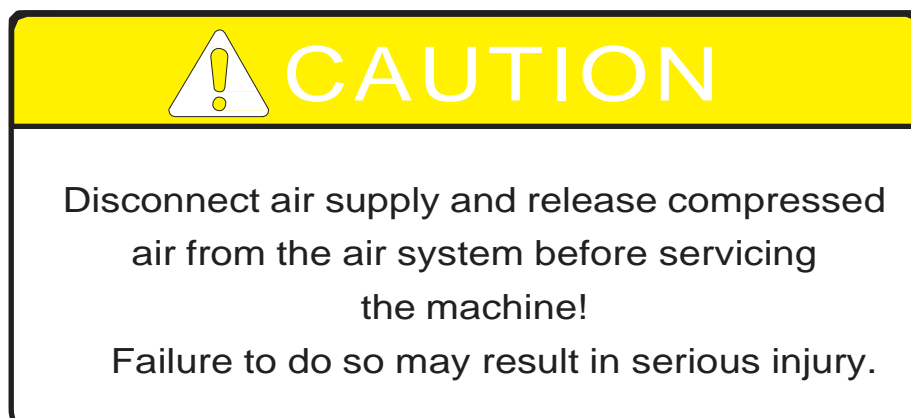 CAUTION
Disconnect air supply and release compressed
air from the air system before servicing
the machine!
Failure to do so may result in serious injury.